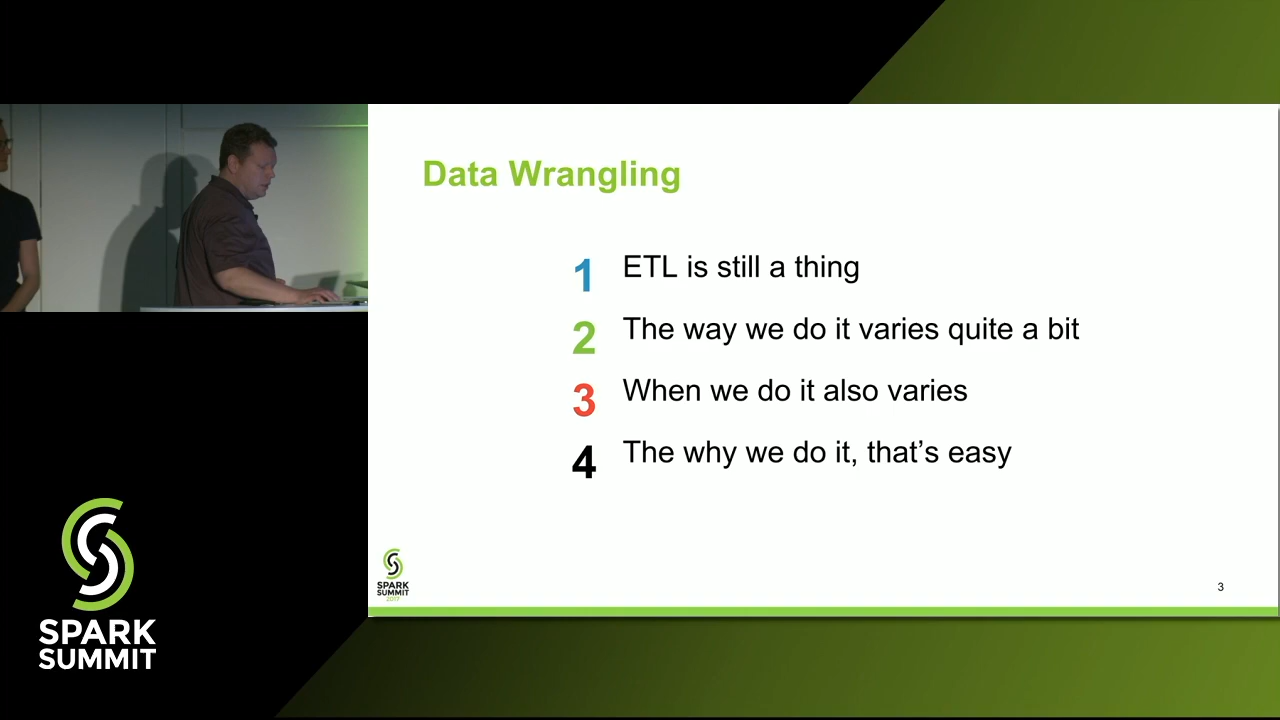 Data Wrangling
1 ETL is still a thing
2 The way we do it varies quite a bit
3 When we do it also varies
4 The why we do it, that’s easy
SPARK
SUMMIT
2017
3
SPARK
SUMMIT